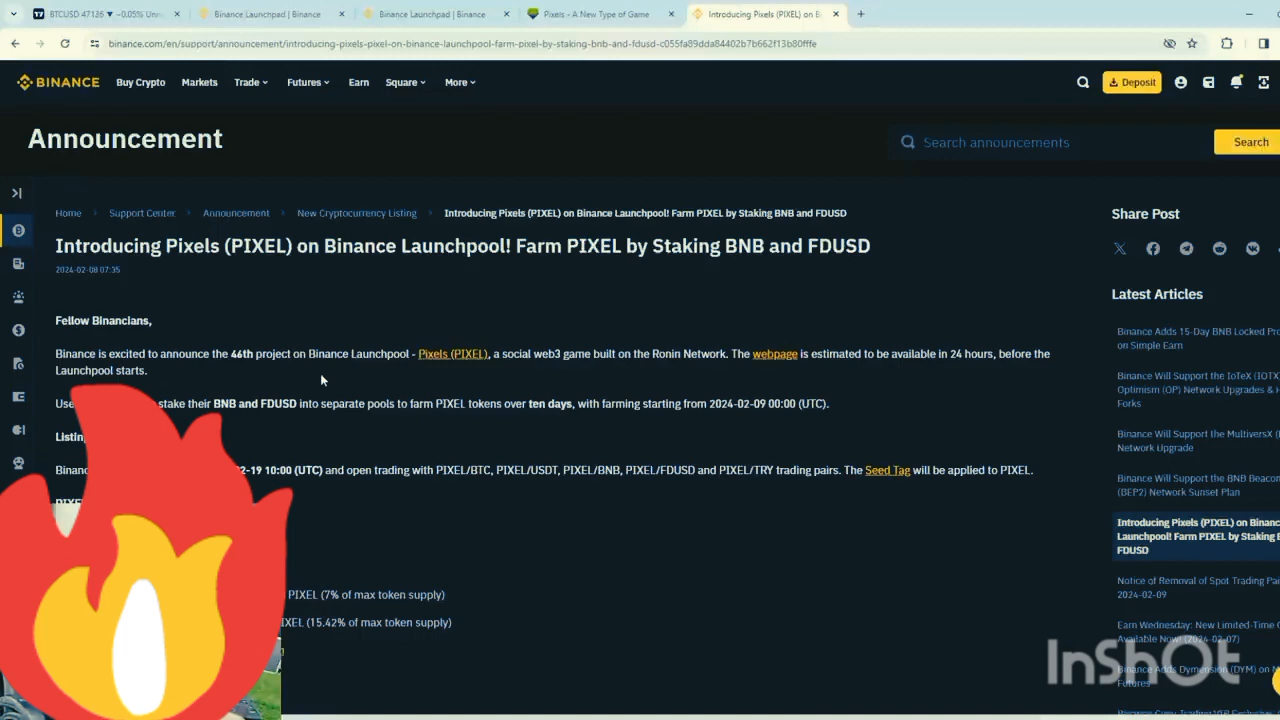 BTCUSD 47136 ▼ −0.05%
Binance Launchpad | Binance
Binance Launchpad | Binance
Pixels - A New Type of Game
Introducing Pixels (PIXEL) on B
binance.com/en/support/announcement/introducing-pixels-pixel-on-binance-launchpool-farm-pixel-by-staking-bnb-and-fdusd-c055fa89dda84402b7b662f13b80fffe
BINANCE Buy Crypto Markets Trade Futures Earn Square More Deposit
Announcement
Search announcements
Search
Home Support Center Announcement New Cryptocurrency Listing Introducing Pixels (PIXEL) on Binance Launchpool! Farm PIXEL by Staking BNB and FDUSD
Introducing Pixels (PIXEL) on Binance Launchpool! Farm PIXEL by Staking BNB and FDUSD
2024-02-08 07:35
Fellow Binancians,
Binance is excited to announce the 46th project on Binance Launchpool - Pixels (PIXEL), a social web3 game built on the Ronin Network. The webpage is estimated to be available in 24 hours, before the
Launchpool starts.
stake their BNB and FDUSD into separate pools to farm PIXEL tokens over ten days, with farming starting from 2024-02-09 00:00 (UTC).
Listing
02-19 10:00 (UTC) and open trading with PIXEL/BTC, PIXEL/USDT, PIXEL/BNB, PIXEL/FDUSD and PIXEL/TRY trading pairs. The Seed Tag will be applied to PIXEL.
PIXEL (7% of max token supply)
PIXEL (15.42% of max token supply)
Share Post
Latest Articles
Binance Adds 15-Day BNB Locked Pro
on Simple Earn
Binance Will Support the IoTeX (IOTX
Optimism (OP) Network Upgrades & H
Forks
Binance Will Support the MultiversX (
Network Upgrade
Binance Will Support the BNB Beacon
(BEP2) Network Sunset Plan
Introducing Pixels (PIXEL) on Binanc
Launchpool! Farm PIXEL by Staking B
FDUSD
Notice of Removal of Spot Trading Pa
2024-02-09
Earn Wednesday: New Limited-Time O
Available Now! (2024-02-07)
Binance Adds Dymension (DYM) on M
Futures
InShOt